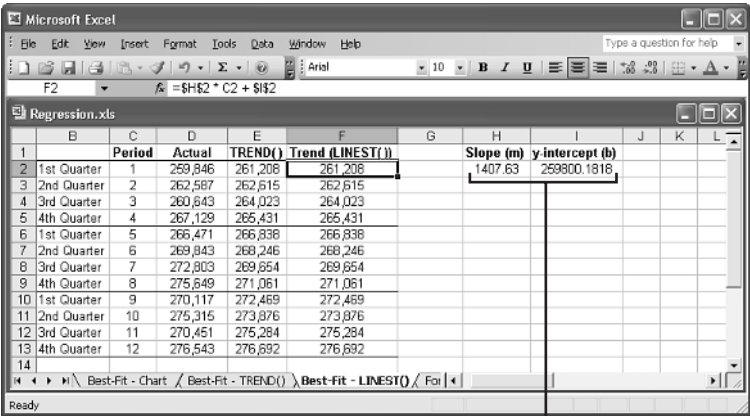 Microsoft Excel
File Edit View Insert Format Tools Data Window Help Type a question for help
Arial 10 B I U
F2 fx =$H$2 * C2 + $I$2
Regression.xls
B C D E F G H I J K L
1 Period Actual TREND() Trend (LINEST()) Slope (m) y-intercept (b)
2 1st Quarter 1 259,846 261,208 261,208 1407.63 259800.1818
3 2nd Quarter 2 262,587 262,615 262,615
4 3rd Quarter 3 260,643 264,023 264,023
5 4th Quarter 4 267,129 265,431 265,431
6 1st Quarter 5 266,471 266,838 266,838
7 2nd Quarter 6 269,843 268,246 268,246
8 3rd Quarter 7 272,803 269,654 269,654
9 4th Quarter 8 275,649 271,061 271,061
10 1st Quarter 9 270,117 272,469 272,469
11 2nd Quarter 10 275,315 273,876 273,876
12 3rd Quarter 11 270,451 275,284 275,284
13 4th Quarter 12 276,543 276,692 276,692
14
Best-Fit - Chart Best-Fit - TREND() Best-Fit - LINEST() For
Ready